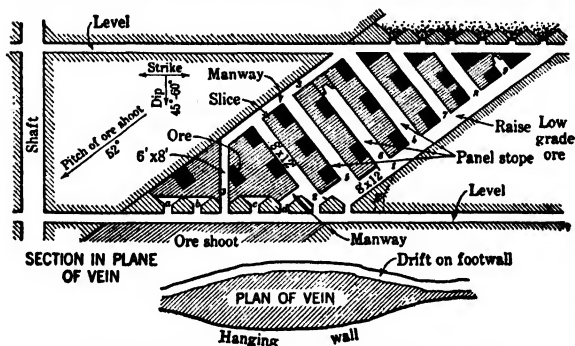 Level
Strike
Dip
45°-60°
Manway
Slice
Shaft
Pitch of ore shoot
52°
Ore
6'x8'
8'x12'
8'x12'
Raise
Low
grade
ore
Panel stope
Level
Ore shoot
Manway
SECTION IN PLANE
OF VEIN
Drift on footwall
PLAN OF VEIN
Hanging wall